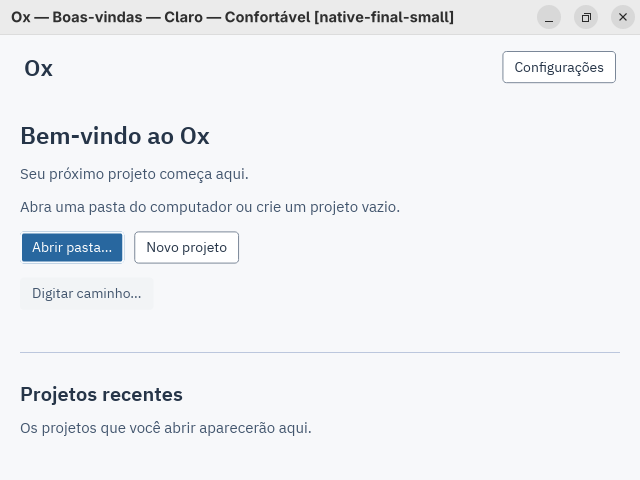 Ox — Boas-vindas — Claro — Confortável [native-final-small]
Ox
Configurações
Bem-vindo ao Ox
Seu próximo projeto começa aqui.
Abra uma pasta do computador ou crie um projeto vazio.
Abrir pasta...
Novo projeto
Digitar caminho...
Projetos recentes
Os projetos que você abrir aparecerão aqui.